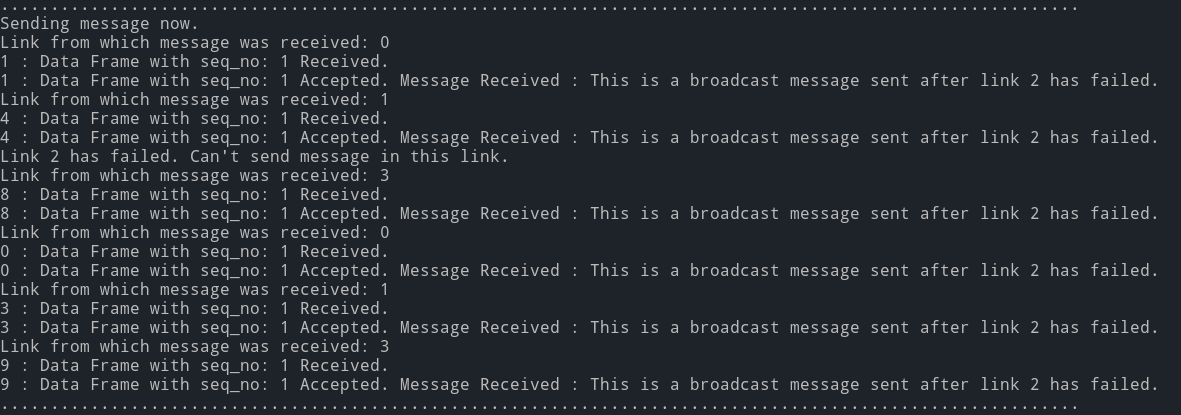 ...........................................................................................................
Sending message now.
Link from which message was received: 0
1 : Data Frame with seq_no: 1 Received.
1 : Data Frame with seq_no: 1 Accepted. Message Received : This is a broadcast message sent after link 2 has failed.
Link from which message was received: 1
4 : Data Frame with seq_no: 1 Received.
4 : Data Frame with seq_no: 1 Accepted. Message Received : This is a broadcast message sent after link 2 has failed.
Link 2 has failed. Can't send message in this link.
Link from which message was received: 3
8 : Data Frame with seq_no: 1 Received.
8 : Data Frame with seq_no: 1 Accepted. Message Received : This is a broadcast message sent after link 2 has failed.
Link from which message was received: 0
0 : Data Frame with seq_no: 1 Received.
0 : Data Frame with seq_no: 1 Accepted. Message Received : This is a broadcast message sent after link 2 has failed.
Link from which message was received: 1
3 : Data Frame with seq_no: 1 Received.
3 : Data Frame with seq_no: 1 Accepted. Message Received : This is a broadcast message sent after link 2 has failed.
Link from which message was received: 3
9 : Data Frame with seq_no: 1 Received.
9 : Data Frame with seq_no: 1 Accepted. Message Received : This is a broadcast message sent after link 2 has failed.
...........................................................................................................